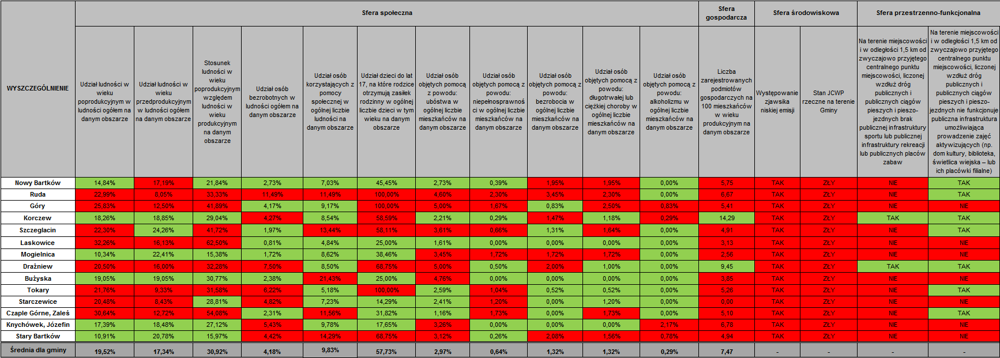 WYSZCZEGÓLNIENIE
Sfera społeczna
Sfera
gospodarcza
Sfera środowiskowa
Sfera przestrzenno-funkcjonalna
Udział ludności w
wieku
poprodukcyjnym w
ludności ogółem na
danym obszarze
Udział ludności w
wieku
przedprodukcyjnym
w ludności ogółem
na danym obszarze
Stosunek
ludności w
wieku
poprodukcyjnym
względem
ludności w
wieku
produkcyjnym
na danym
obszarze
Udział osób
bezrobotnych w
ludności ogółem na
danym obszarze
Udział osób
korzystających z
pomocy
społecznej w
ogólnej liczbie
ludności na
danym obszarze
Udział dzieci do lat
17, na które rodzice
otrzymują zasiłek
rodzinny w ogólnej
liczbie dzieci w tym
wieku na danym
obszarze
Udział osób
objętych pomocą z
powodu:
ubóstwa w
ogólnej liczbie
mieszkańców na
danym obszarze
Udział osób
objętych pomocą z
powodu:
niepełnosprawnoś
ci w ogólnej liczbie
mieszkańców na
danym obszarze
Udział osób
objętych pomocą z
powodu:
bezrobocia w
ogólnej liczbie
mieszkańców na
danym obszarze
Udział osób
objętych pomocą z
powodu:
długotrwałej lub
ciężkiej choroby w
ogólnej liczbie
mieszkańców na
danym obszarze
Udział osób
objętych pomocą z
powodu:
alkoholizmu w
ogólnej liczbie
mieszkańców na
danym obszarze
Liczba
zarejestrowanych
podmiotów
gospodarczych na
100 mieszkańców
w wieku
produkcyjnym na
danym obszarze
Występowanie
zjawsika
niskiej emisji
Stan JCWP
rzeczne na terenie
Gminy
Na terenie miejscowości
i w odległości 1,5 km od
zwyczajowo przyjętego
centralnego punktu
miejscowości, liczonej
wzdłuż dróg
publicznych i
publicznych ciągów
pieszych i pieszo-
jezdnych brak
publicznej infrastruktury
sportu lub publicznej
infrastruktury rekreacji
lub publicznych placów
zabaw
Na terenie miejscowości
i w odległości 1,5 km od
zwyczajowo przyjętego
centralnego punktu
miejscowości, liczonej
wzdłuż dróg
publicznych i
publicznych ciągów
pieszych i pieszo-
jezdnych nie funkcjonuje
publiczna infrastruktura
umożliwiająca
prowadzenie zajęć
aktywizujących (np.
dom kultury, biblioteka,
świetlica wiejska – lub
ich placówki filialne)
Nowy Bartków 14,84% 17,19% 21,84% 2,73% 7,03% 45,45% 2,73% 0,39% 1,95% 1,95% 0,00% 5,75 TAK ZŁY NIE TAK
Ruda 22,99% 8,05% 33,33% 11,49% 11,49% 100,00% 4,60% 2,30% 3,45% 2,30% 0,00% 6,67 TAK ZŁY NIE TAK
Góry 25,83% 12,50% 41,89% 4,17% 9,17% 100,00% 5,00% 1,67% 0,83% 2,50% 0,83% 5,41 TAK ZŁY NIE NIE
Korczew 18,26% 18,85% 29,04% 4,27% 8,54% 58,59% 2,21% 0,29% 1,47% 1,18% 0,29% 14,29 TAK ZŁY TAK TAK
Szczeglacin 22,30% 24,26% 41,72% 1,97% 13,44% 58,11% 3,61% 0,66% 1,31% 1,64% 0,00% 4,91 TAK ZŁY NIE TAK
Laskowice 32,26% 16,13% 62,50% 0,81% 4,84% 25,00% 1,61% 0,00% 0,00% 0,00% 0,00% 3,13 TAK ZŁY NIE NIE
Mogielnica 10,34% 22,41% 15,38% 1,72% 8,62% 38,46% 3,45% 1,72% 1,72% 1,72% 0,00% 2,56 TAK ZŁY NIE NIE
Drażniew 20,50% 16,00% 32,28% 7,50% 8,50% 68,75% 5,00% 0,50% 2,00% 1,00% 0,00% 9,45 TAK ZŁY TAK TAK
Bużyska 19,05% 19,05% 30,77% 2,38% 21,43% 25,00% 4,76% 0,00% 0,00% 0,00% 0,00% 3,85 TAK ZŁY NIE NIE
Tokary 21,76% 9,33% 31,58% 6,22% 5,18% 100,00% 2,59% 1,04% 0,52% 0,52% 0,00% 5,26 TAK ZŁY NIE TAK
Starczewice 20,48% 8,43% 28,81% 4,82% 7,23% 14,29% 2,41% 1,20% 0,00% 1,20% 0,00% 0,00 TAK ZŁY NIE NIE
Czaple Górne, Zaleś 30,64% 12,72% 54,08% 2,31% 11,56% 31,82% 1,16% 1,73% 0,00% 1,73% 0,00% 5,10 TAK ZŁY NIE TAK
Knychówek, Józefin 17,39% 18,48% 27,12% 5,43% 9,78% 17,65% 3,26% 0,00% 0,00% 0,00% 2,17% 6,78 TAK ZŁY NIE NIE
Stary Bartków 10,91% 20,78% 15,97% 4,42% 14,29% 68,75% 3,12% 0,26% 2,08% 1,56% 0,78% 4,94 TAK ZŁY NIE NIE
Średnia dla gminy 19,52% 17,34% 30,92% 4,18% 9,83% 57,73% 2,97% 0,64% 1,32% 1,32% 0,29% 7,47 - - - -